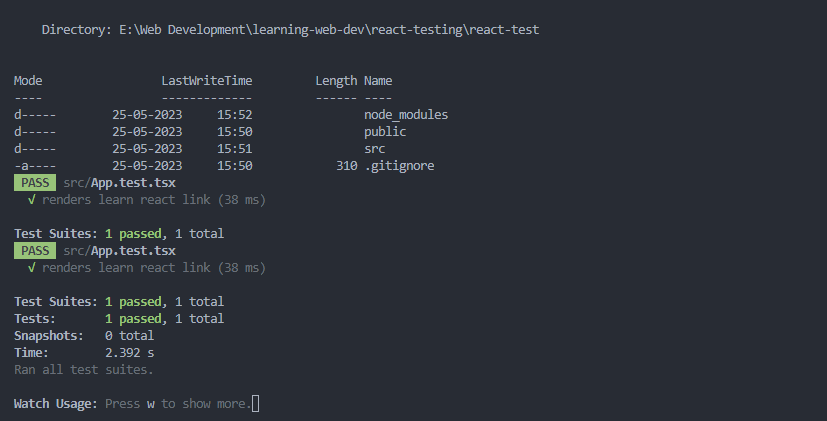 Directory: E:\Web Development\learning-web-dev\react-testing\react-test
Mode LastWriteTime Length Name
---- ------------- ------ ----
d----- 25-05-2023 15:52 node_modules
d----- 25-05-2023 15:50 public
d----- 25-05-2023 15:51 src
-a---- 25-05-2023 15:50 310 .gitignore
PASS src/App.test.tsx
√ renders learn react link (38 ms)
Test Suites: 1 passed, 1 total
PASS src/App.test.tsx
√ renders learn react link (38 ms)
Test Suites: 1 passed, 1 total
Tests: 1 passed, 1 total
Snapshots: 0 total
Time: 2.392 s
Ran all test suites.
Watch Usage: Press w to show more.